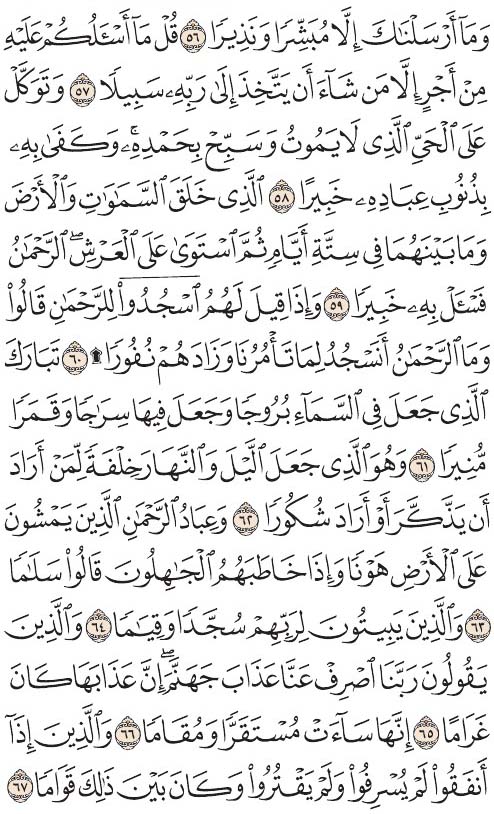 وَمَآ أَرۡسَلۡنَٰكَ إِلَّا مُبَشِّرٗا وَنَذِيرٗا ٥٦ قُلۡ مَآ أَسۡـَٔلُكُمۡ عَلَيۡهِ
مِنۡ أَجۡرٍ إِلَّا مَن شَآءَ أَن يَتَّخِذَ إِلَىٰ رَبِّهِۦ سَبِيلٗا ٥٧ وَتَوَكَّلۡ
عَلَى ٱلۡحَيِّ ٱلَّذِي لَا يَمُوتُ وَسَبِّحۡ بِحَمۡدِهِۦۚ وَكَفَىٰ بِهِۦ
بِذُنُوبِ عِبَادِهِۦ خَبِيرًا ٥٨ ٱلَّذِي خَلَقَ ٱلسَّمَٰوَٰتِ وَٱلۡأَرۡضَ
وَمَا بَيۡنَهُمَا فِي سِتَّةِ أَيَّامٖ ثُمَّ ٱسۡتَوَىٰ عَلَى ٱلۡعَرۡشِۖ ٱلرَّحۡمَٰنُ
فَسۡـَٔلۡ بِهِۦ خَبِيرٗا ٥٩ وَإِذَا قِيلَ لَهُمُ ٱسۡجُدُواْۤ لِلرَّحۡمَٰنِ قَالُواْ
وَمَا ٱلرَّحۡمَٰنُ أَنَسۡجُدُ لِمَا تَأۡمُرُنَا وَزَادَهُمۡ نُفُورٗا ۩ ٦٠ تَبَارَكَ
ٱلَّذِي جَعَلَ فِي ٱلسَّمَآءِ بُرُوجٗا وَجَعَلَ فِيهَا سِرَٰجٗا وَقَمَرٗا
مُّنِيرٗا ٦١ وَهُوَ ٱلَّذِي جَعَلَ ٱلَّيۡلَ وَٱلنَّهَارَ خِلۡفَةٗ لِّمَنۡ أَرَادَ
أَن يَذَّكَّرَ أَوۡ أَرَادَ شُكُورٗا ٦٢ وَعِبَادُ ٱلرَّحۡمَٰنِ ٱلَّذِينَ يَمۡشُونَ
عَلَى ٱلۡأَرۡضِ هَوۡنٗا وَإِذَا خَاطَبَهُمُ ٱلۡجَٰهِلُونَ قَالُواْ سَلَٰمٗا
٦٣ وَٱلَّذِينَ يَبِيتُونَ لِرَبِّهِمۡ سُجَّدٗا وَقِيَٰمٗا ٦٤ وَٱلَّذِينَ
يَقُولُونَ رَبَّنَا ٱصۡرِفۡ عَنَّا عَذَابَ جَهَنَّمَۖ إِنَّ عَذَابَهَا كَانَ
غَرَامًا ٦٥ إِنَّهَا سَآءَتۡ مُسۡتَقَرّٗا وَمُقَامٗا ٦٦ وَٱلَّذِينَ إِذَآ
أَنفَقُواْ لَمۡ يُسۡرِفُواْ وَلَمۡ يَقۡتُرُواْ وَكَانَ بَيۡنَ ذَٰلِكَ قَوَامٗا ٦٧